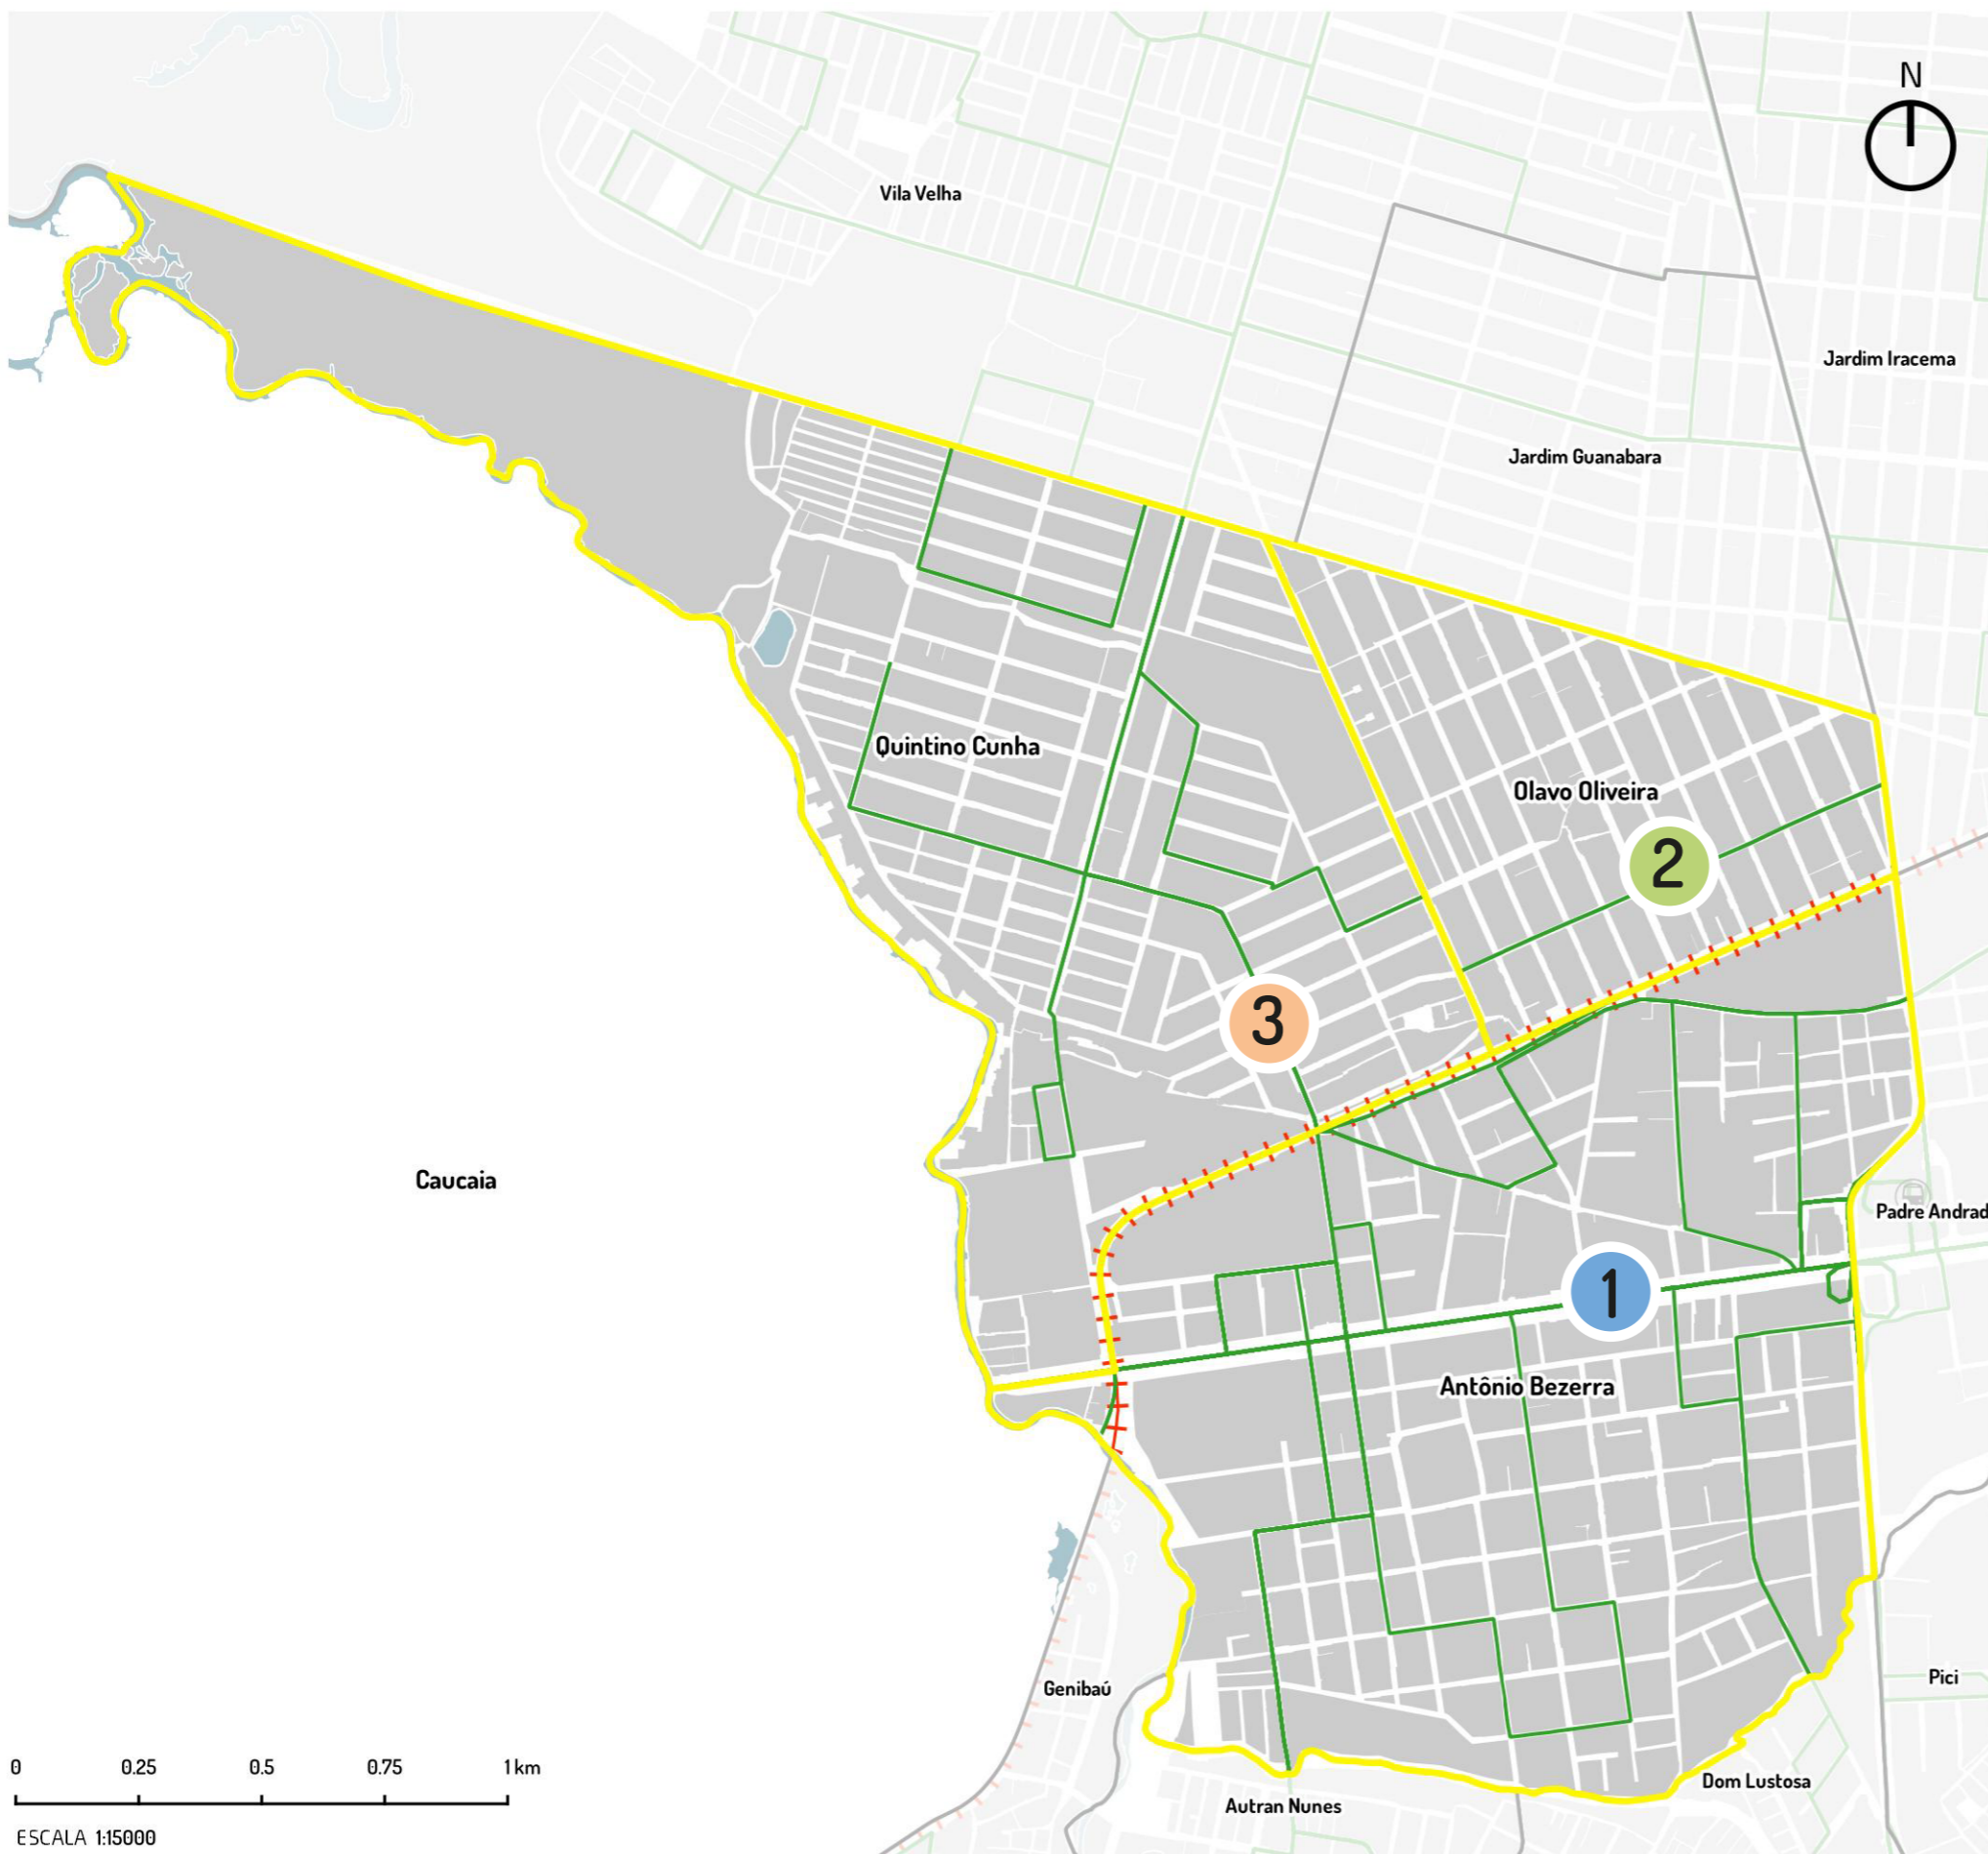 N
Vila Velha
Jardim Iracema
Jardim Guanabara
Quintino Cunha
Olavo Oliveira
2
3
Caucaia
Padre Andrad
1
Antônio Bezerra
Genibaú
Pici
0 0.25 0.5 0.75 1 km
Dom Lustosa
Autran Nunes
ESCALA 1:15000